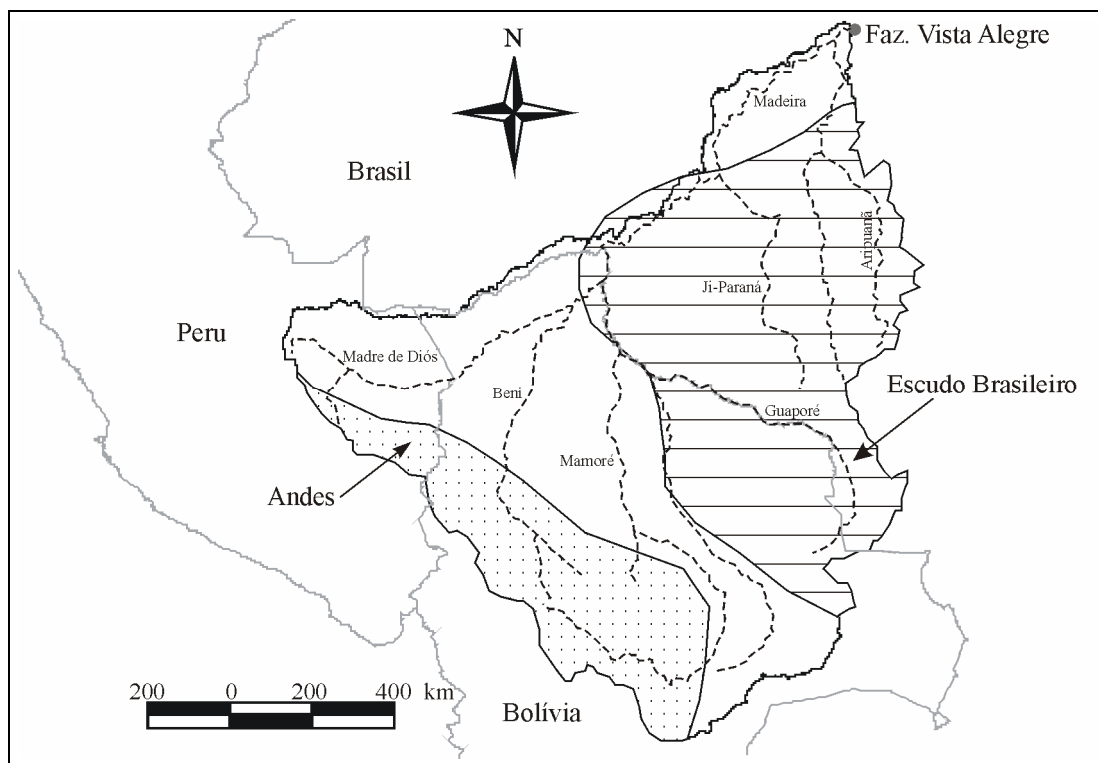 N
Faz. Vista Alegre
Madeira
Brasil
Aripuanã
Ji-Paraná
Peru
Madre de Diós
Beni
Escudo Brasileiro
Guaporé
Mamoré
Andes
200 0 200 400 km
Bolívia